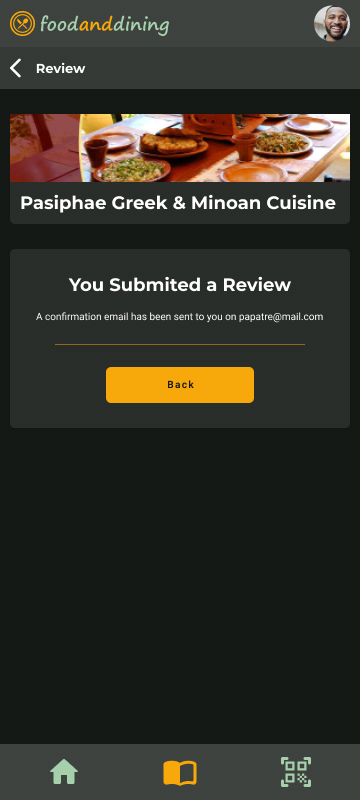 foodanddining
Review
Pasiphae Greek & Minoan Cuisine
You Submited a Review
A confirmation email has been sent to you on papatre@mail.com
Back